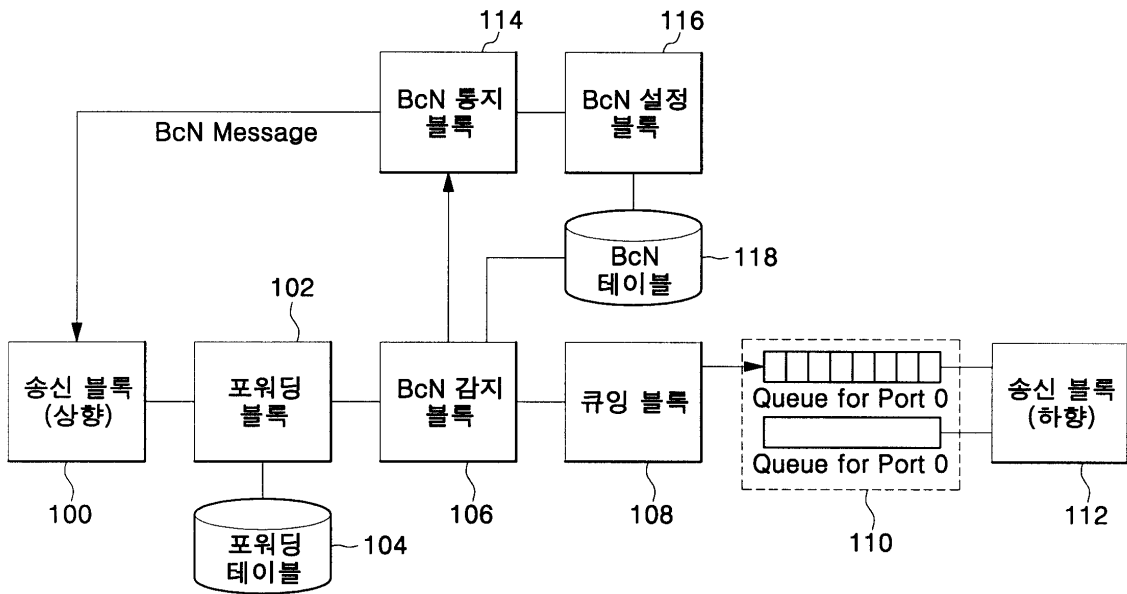 114
116
BcN 통지
블록
BcN 설정
블록
BcN Message
BcN
테이블
118
102
송신 블록
(상향)
포워딩
블록
BcN 감지
블록
큐잉 블록
Queue for Port 0
Queue for Port 0
송신 블록
(하향)
100
포워딩
테이블
104
106
108
110
112